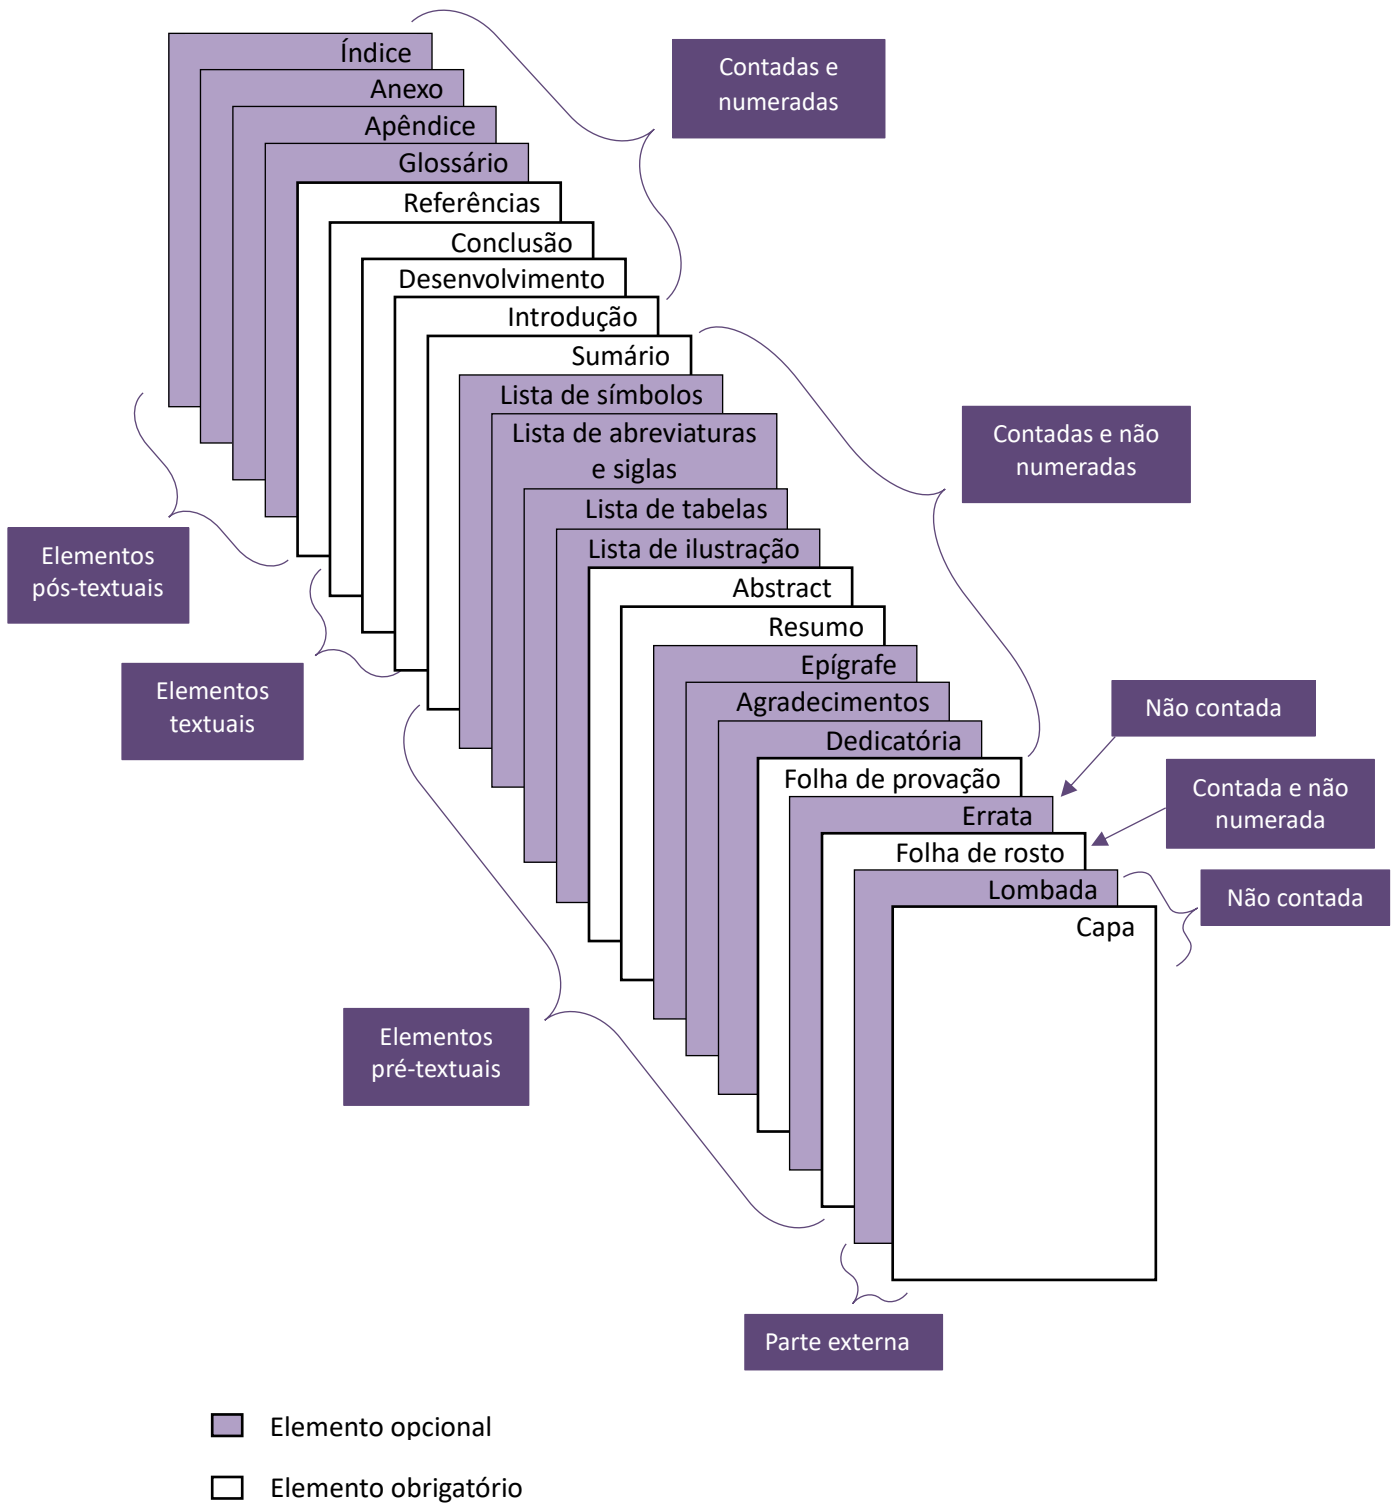 Índice
Anexo
Apêndice
Glossário
Referências
Conclusão
Desenvolvimento
Introdução
Sumário
Lista de símbolos
Lista de abreviaturas
e siglas
Lista de tabelas
Lista de ilustração
Abstract
Resumo
Epígrafe
Agradecimentos
Dedicatória
Folha de provação
Errata
Folha de rosto
Lombada
Capa
Contadas e
numeradas
Contadas e não
numeradas
Não contada
Contada e não
numerada
Não contada
Elementos
pós-textuais
Elementos
textuais
Elementos
pré-textuais
Parte externa
Elemento opcional
Elemento obrigatório